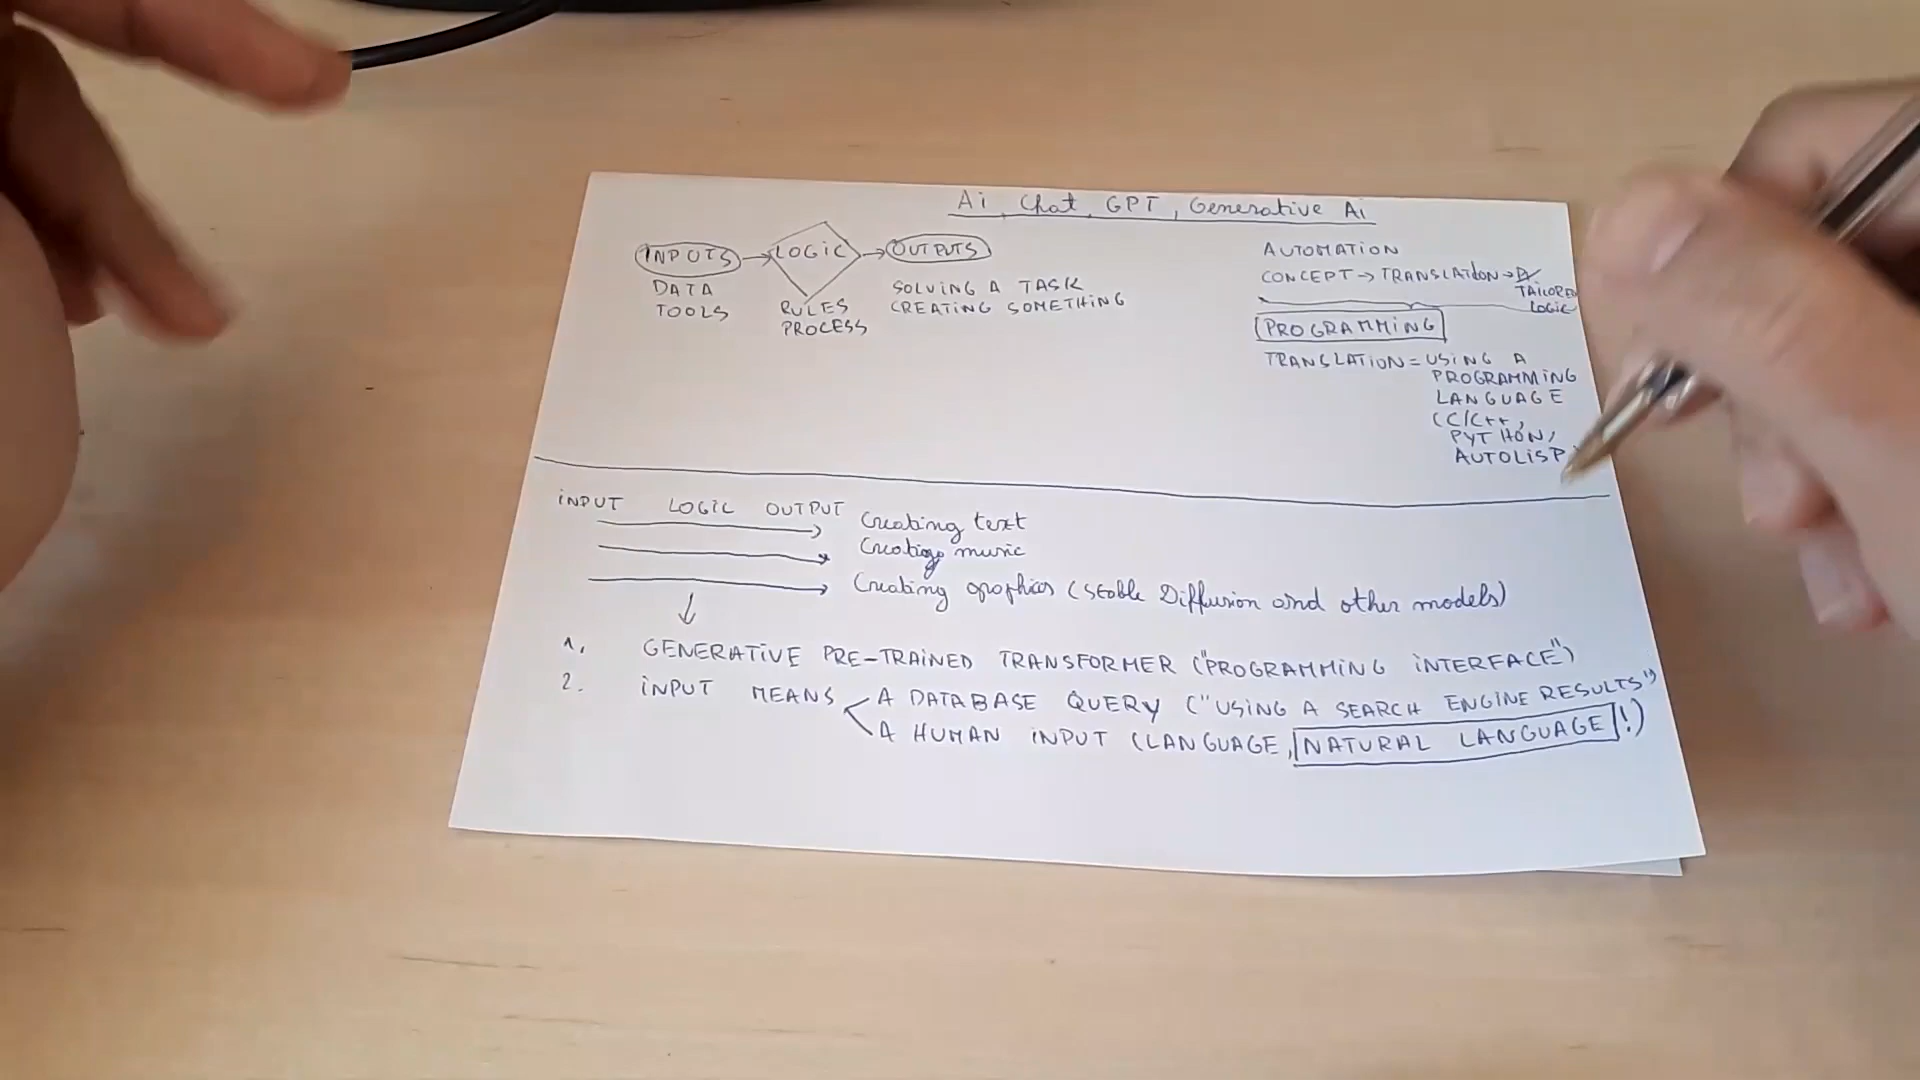 Ai, Chat GPT, Generative Ai
INPUTS → LOGIC → OUTPUTS
DATA
TOOLS
RULES
PROCESS
SOLVING A TASK
CREATING SOMETHING
AUTOMATION
CONCEPT → TRANSLATION →
TAILORED
LOGIC
PROGRAMMING
TRANSLATION = USING A
PROGRAMMING
LANGUAGE
(C/C++,
PYTHON,
AUTOLISP)
INPUT LOGIC OUTPUT
Creating text
Creating music
Creating graphics (Stable Diffusion and other models)
1. GENERATIVE PRE-TRAINED TRANSFORMER ("PROGRAMMING INTERFACE")
2. INPUT MEANS
A DATABASE QUERY ("USING A SEARCH ENGINE RESULTS")
A HUMAN INPUT (LANGUAGE, NATURAL LANGUAGE!)